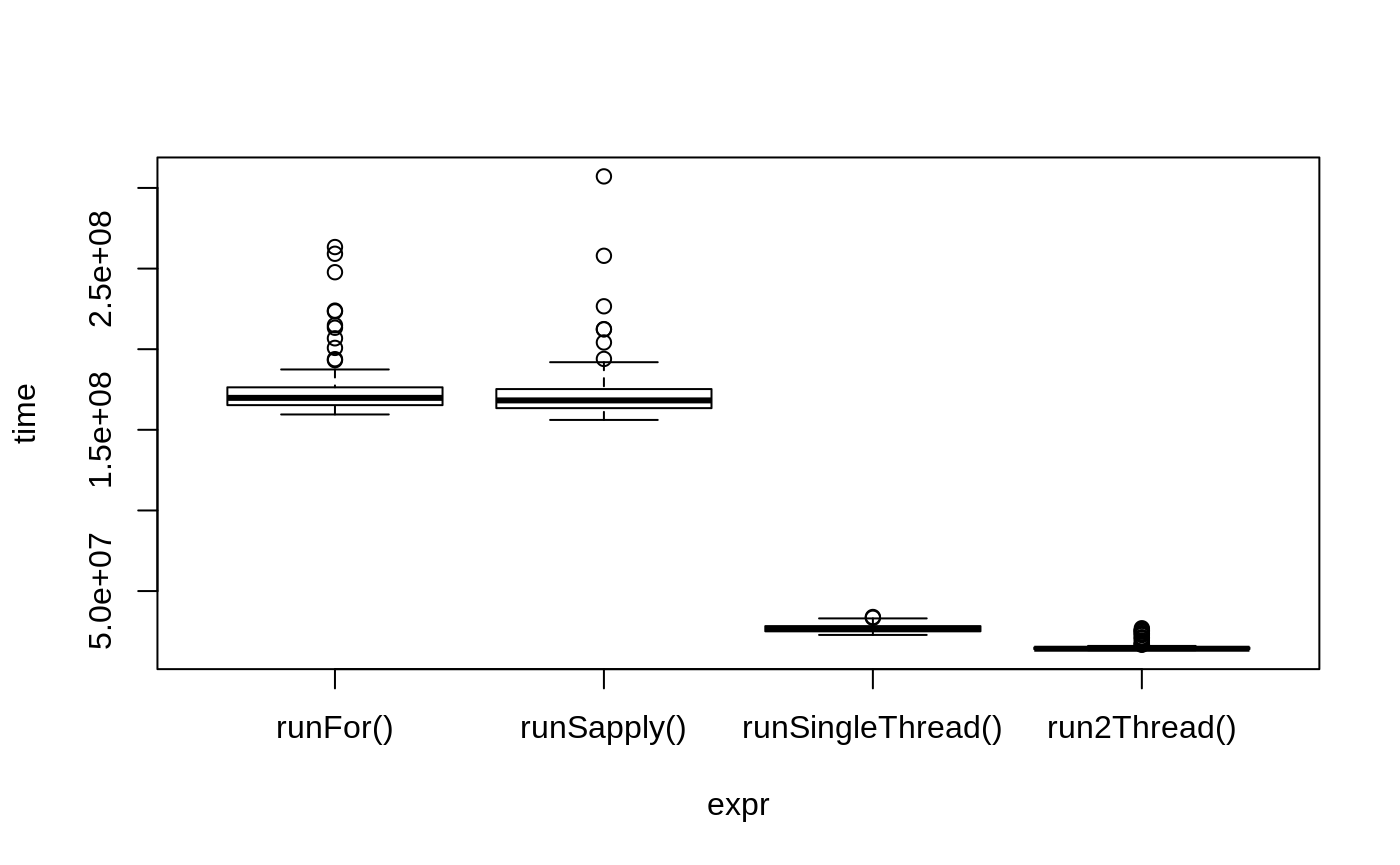 time
2.5e+08
1.5e+08
5.0e+07
runFor() runSapply() runSingleThread() run2Thread()
expr